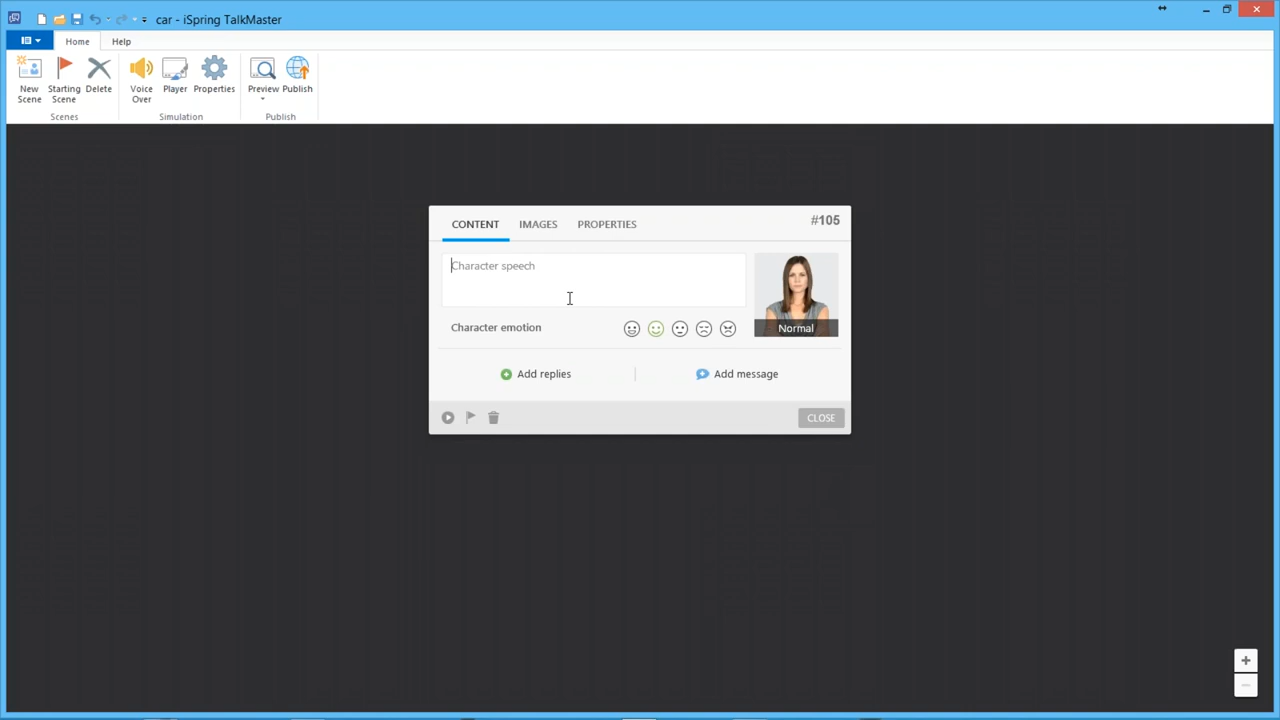 car - iSpring TalkMaster
Home
Help
New Scene
Starting Scene
Delete
Voice Over
Player
Properties
Preview
Publish
Scenes
Simulation
Publish
CONTENT
IMAGES
PROPERTIES
#105
Character speech
Normal
Character emotion
Add replies
Add message
CLOSE